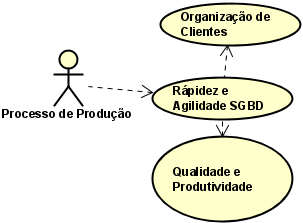 Organização de
Clientes
Rápidez e
Agilidade SGBD
Processo de Produção
Qualidade e
Produtividade